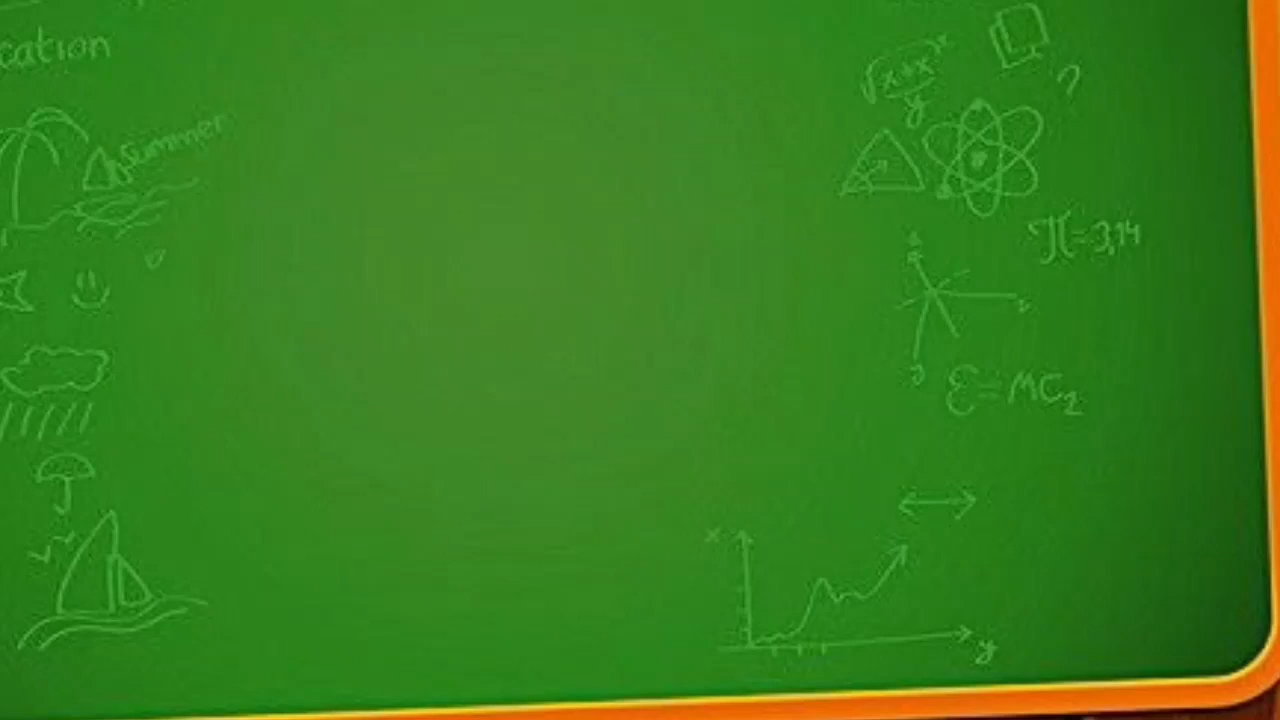 cation
summer
√x+x^x
y
?
π=3,14
E=MC₂
x
y